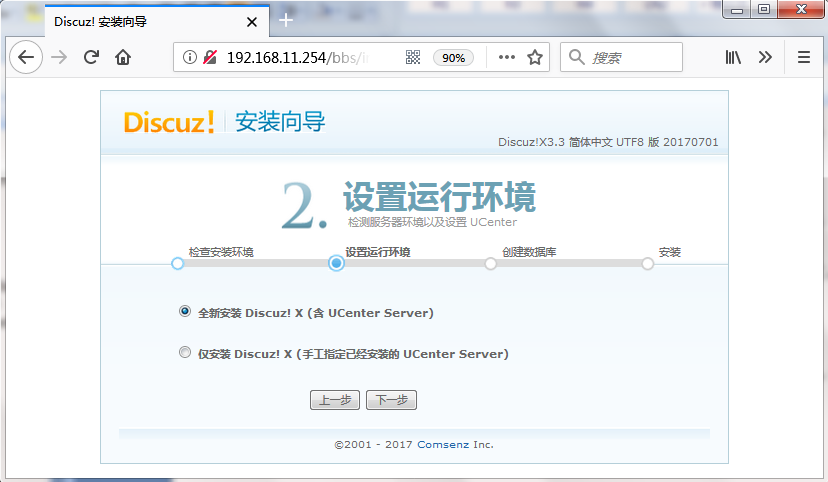 Discuz! 安装向导
192.168.11.254/bbs/i
90%
搜索
Discuz! 安装向导
Discuz!X3.3 简体中文 UTF8 版 20170701
2. 设置运行环境
检测服务器环境以及设置 UCenter
检查安装环境 设置运行环境 创建数据库 安装
全新安装 Discuz! X (含 UCenter Server)
仅安装 Discuz! X (手工指定已经安装的 UCenter Server)
上一步 下一步
©2001 - 2017 Comsenz Inc.